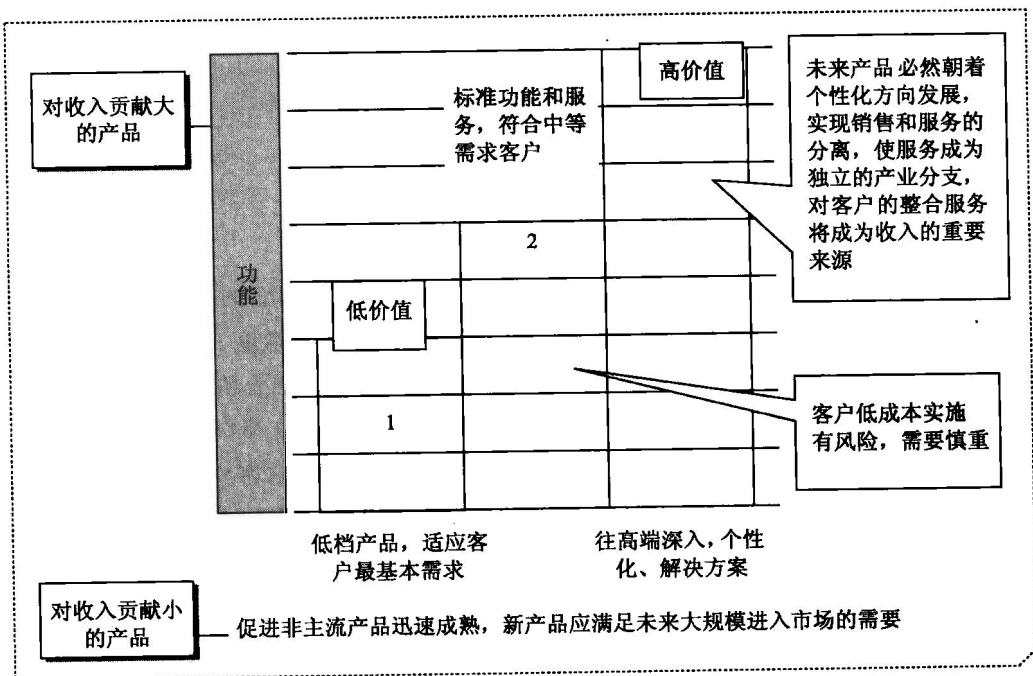 对收入贡献大
的产品
功
能
标准功能和服
务，符合中等
需求客户
高价值
未来产品必然朝着
个性化方向发展，
实现销售和服务的
分离，使服务成为
独立的产业分支，
对客户的整合服务
将成为收入的重要
来源
2
低价值
1
客户低成本实施
有风险，需要慎重
低档产品，适应客
户最基本需求
往高端深入，个性
化、解决方案
对收入贡献小
的产品
促进非主流产品迅速成熟，新产品应满足未来大规模进入市场的需要